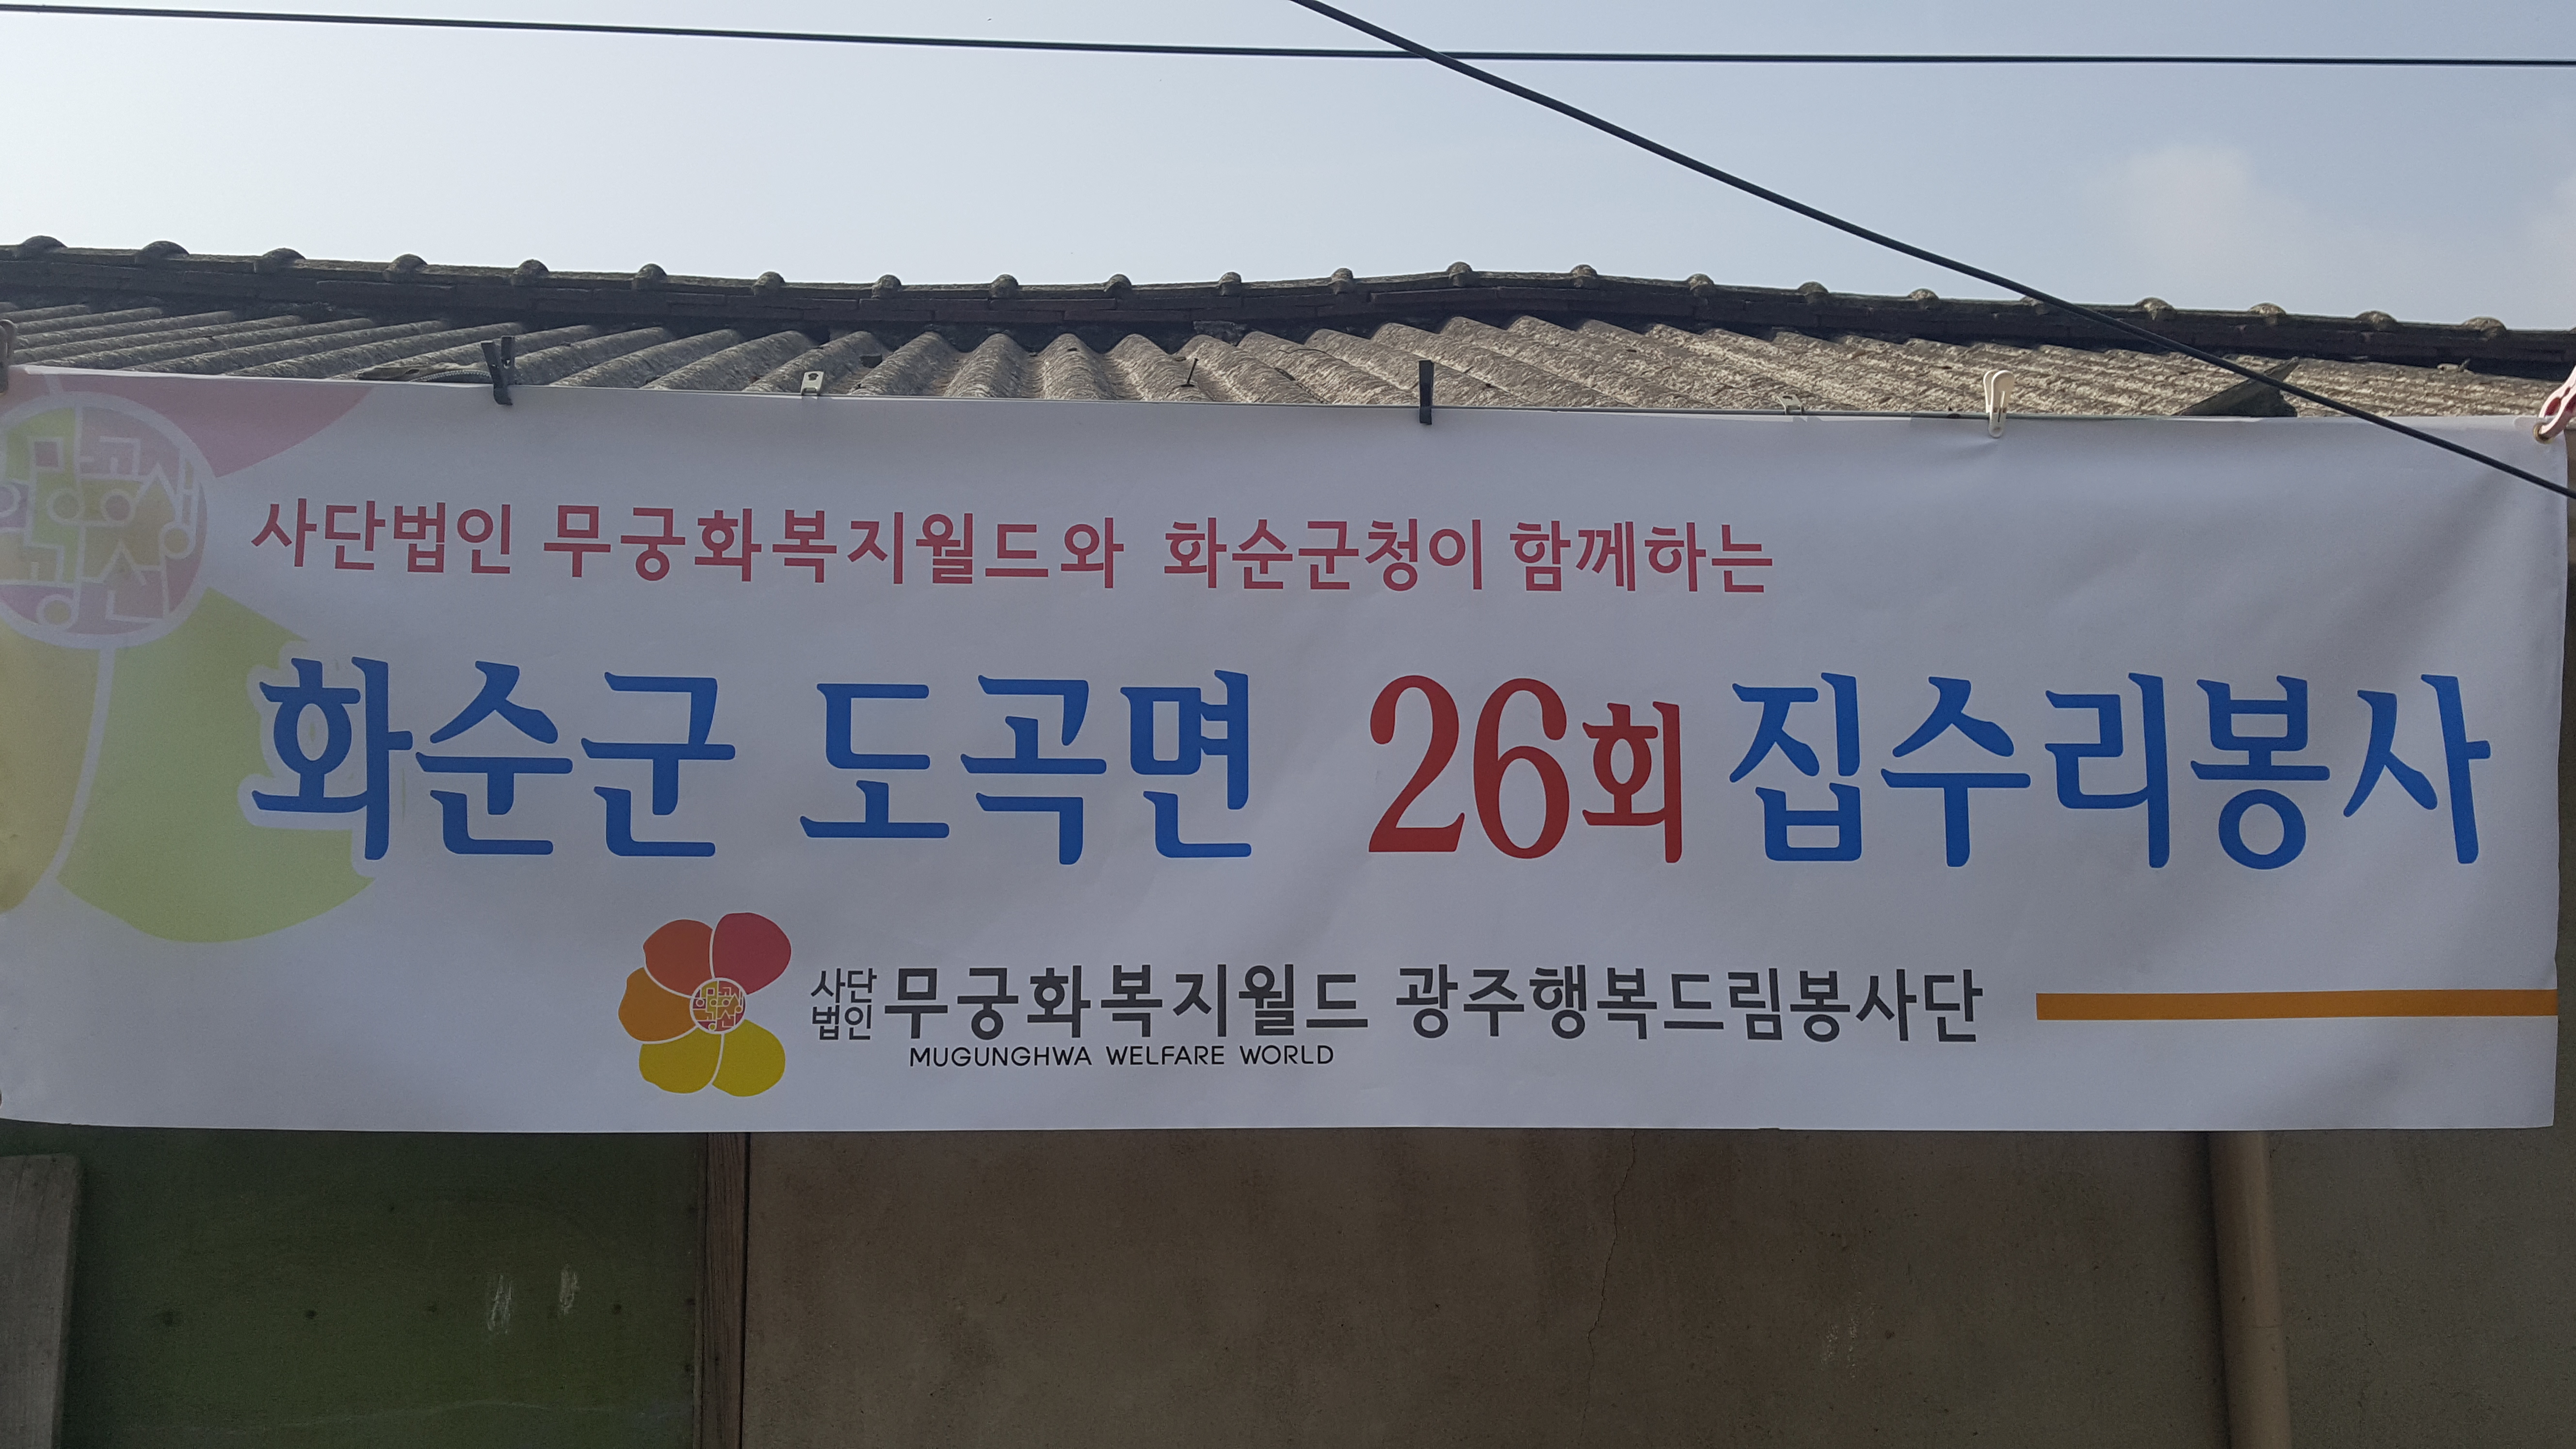 사단법인 무궁화복지월드와 화순군청이 함께하는
화순군 도곡면 26회 집수리봉사
사단법인 무궁화복지월드 광주행복드림봉사단
MUGUNGHWA WELFARE WORLD